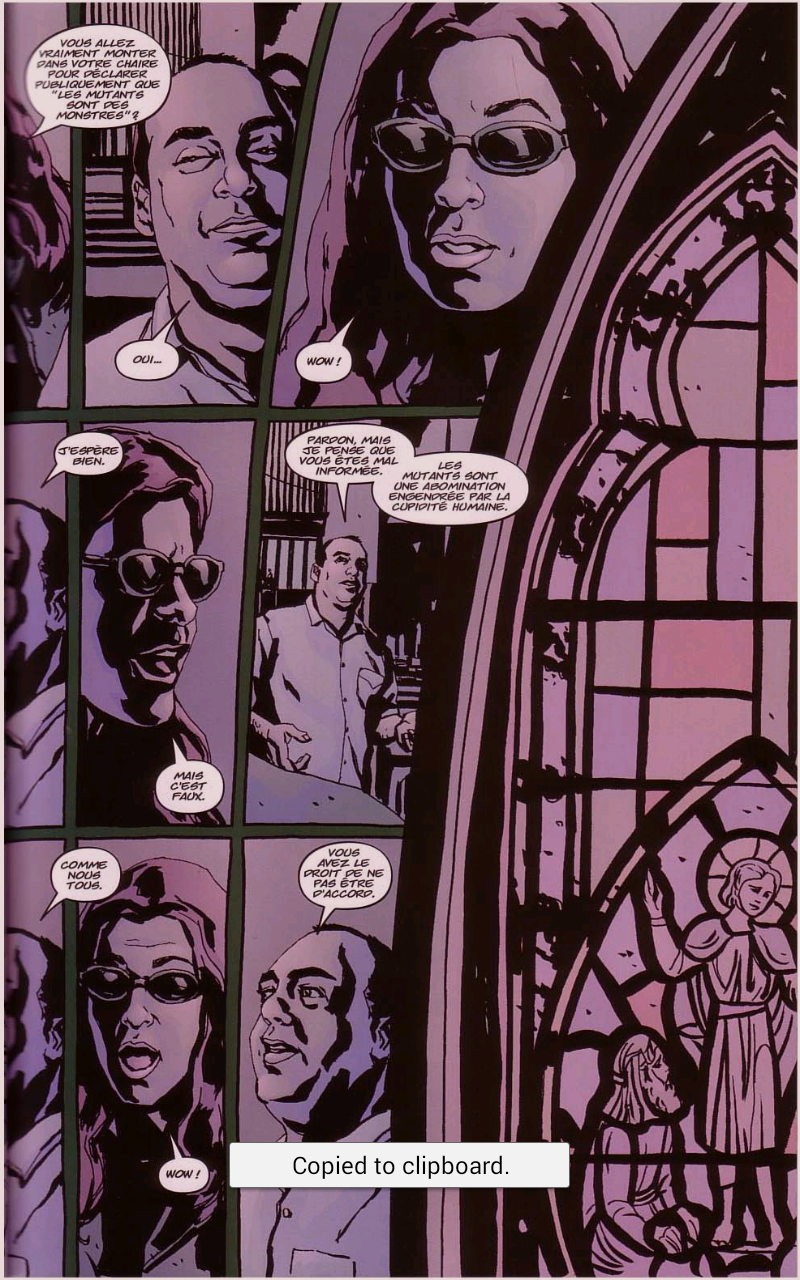 VOUS ALLEZ
VRAIMENT MONTER
DANS VOTRE CHAIRE
POUR DÉCLARER
PUBLIQUEMENT QUE
"LES MUTANTS
SONT DES
MONSTRES"?
OUI...
WOW !
J'ESPÈRE
BIEN.
MAIS
C'EST
FAUX.
PARDON, MAIS
JE PENSE QUE
VOUS ÊTES MAL
INFORMÉE.
LES
MUTANTS SONT
UNE ABOMINATION
ENGENDRÉE PAR LA
CUPIDITÉ HUMAINE.
COMME
NOUS
TOUS.
WOW !
VOUS
AVEZ LE
DROIT DE NE
PAS ÊTRE
D'ACCORD.
Copied to clipboard.